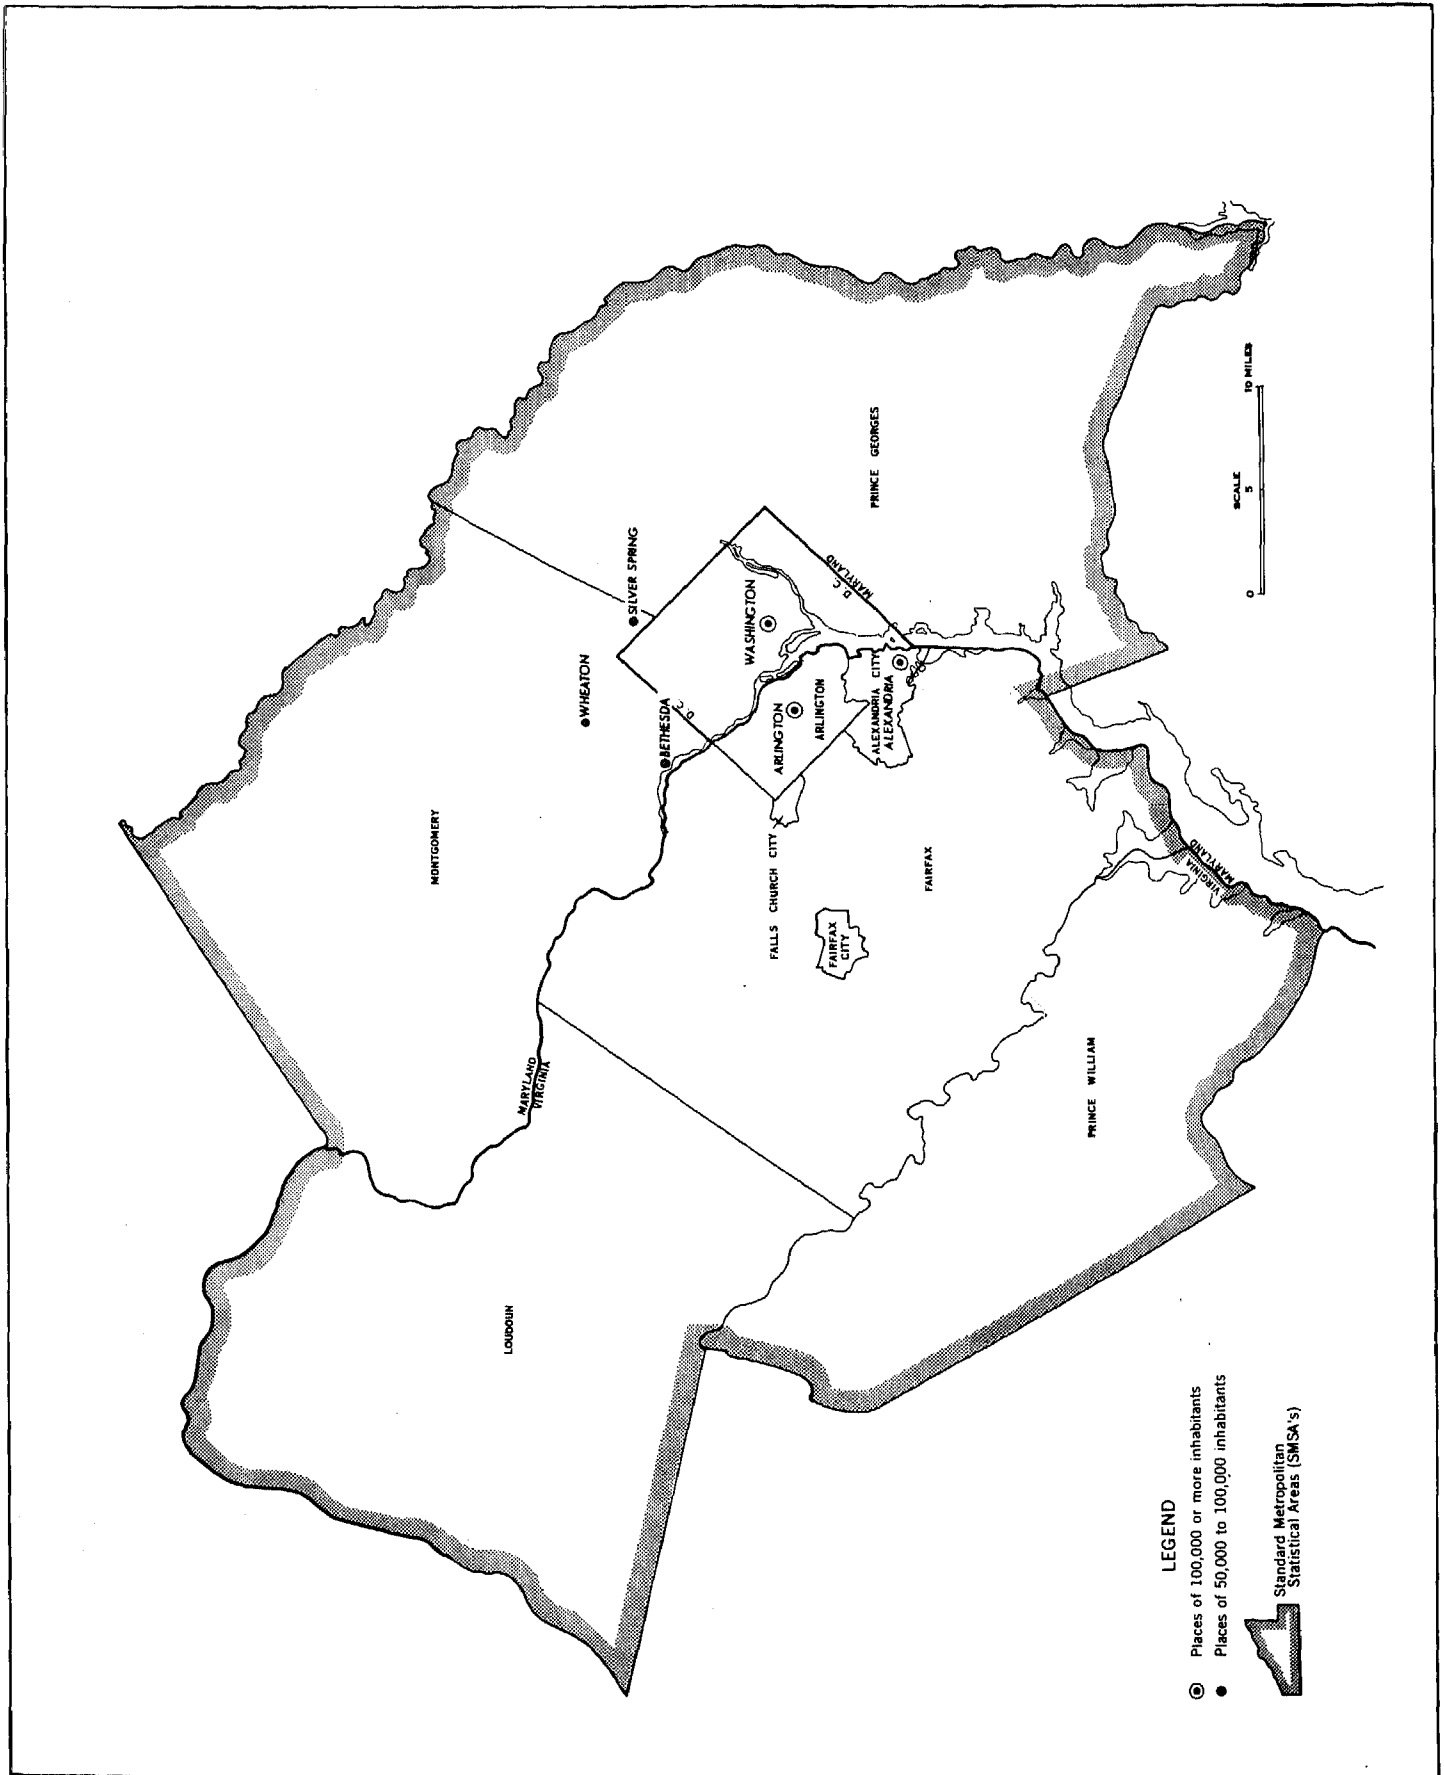 MONTGOMERY
WHEATON
SILVER SPRING
BETHESDA
D. C.
WASHINGTON
ARLINGTON
ARLINGTON
ALEXANDRIA CITY
ALEXANDRIA
D. C.
MARYLAND
PRINCE GEORGES
MARYLAND
VIRGINIA
LOUDOUN
FALLS CHURCH CITY
FAIRFAX
CITY
FAIRFAX
PRINCE WILLIAM
VIRGINIA
MARYLAND
SCALE
0 5 10 MILES
LEGEND
Places of 100,000 or more inhabitants
Places of 50,000 to 100,000 inhabitants
Standard Metropolitan
Statistical Areas (SMSA's)